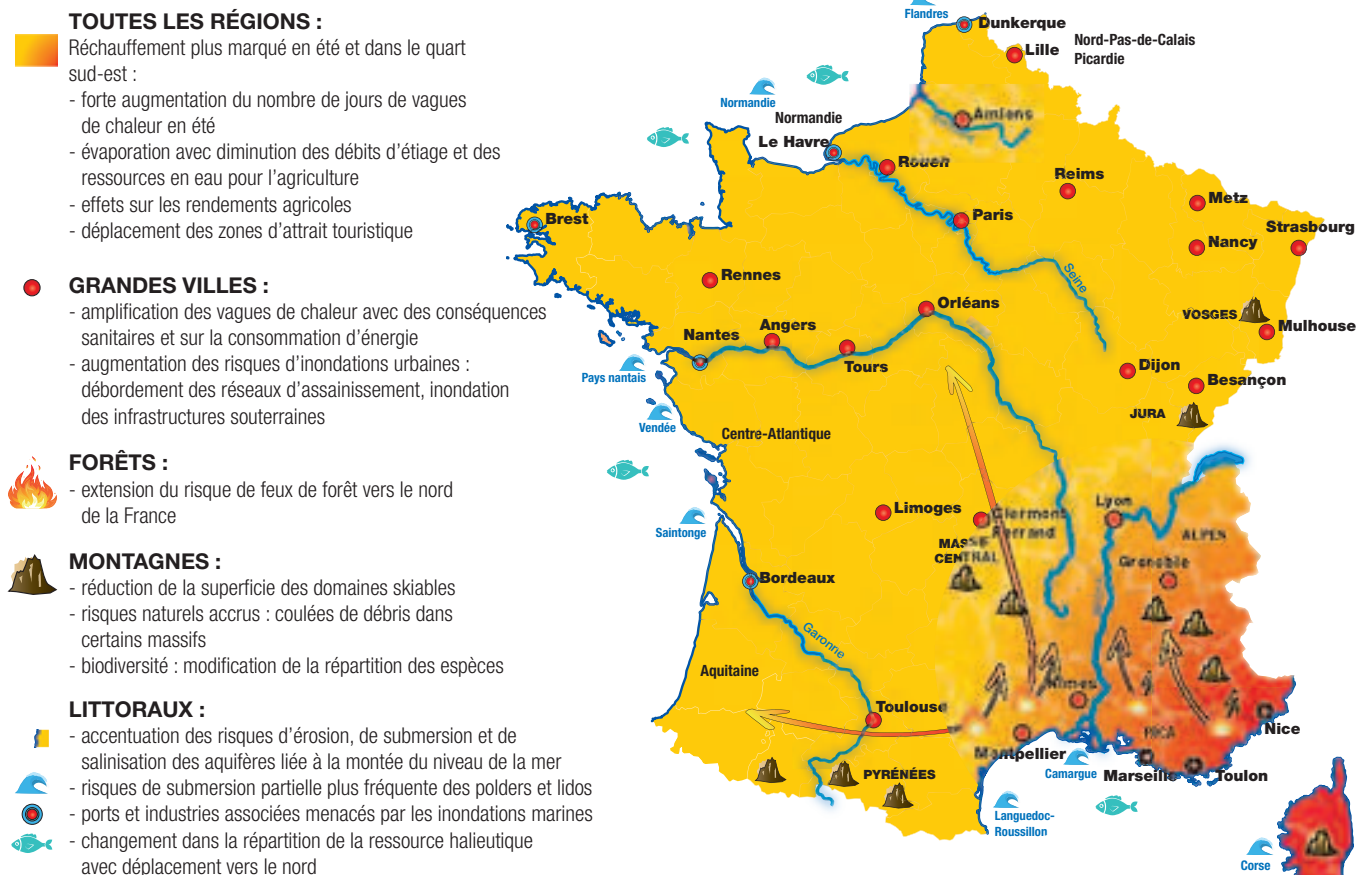 TOUTES LES RÉGIONS :
Réchauffement plus marqué en été et dans le quart
sud-est :
- forte augmentation du nombre de jours de vagues
de chaleur en été
- évaporation avec diminution des débits d'étiage et des
ressources en eau pour l'agriculture
- effets sur les rendements agricoles
- déplacement des zones d'attrait touristique
GRANDES VILLES :
- amplification des vagues de chaleur avec des conséquences
sanitaires et sur la consommation d'énergie
- augmentation des risques d'inondations urbaines :
débordement des réseaux d'assainissement, inondation
des infrastructures souterraines
FORÊTS :
- extension du risque de feux de forêt vers le nord
de la France
MONTAGNES :
- réduction de la superficie des domaines skiables
- risques naturels accrus : coulées de débris dans
certains massifs
- biodiversité : modification de la répartition des espèces
LITTORAUX :
- accentuation des risques d'érosion, de submersion et de
salinisation des aquifères liée à la montée du niveau de la mer
- risques de submersion partielle plus fréquente des polders et lidos
- ports et industries associées menacés par les inondations marines
- changement dans la répartition de la ressource halieutique
avec déplacement vers le nord
Flandres
Dunkerque
Lille
Nord-Pas-de-Calais
Picardie
Normandie
Normandie
Amiens
Le Havre
Rouen
Reims
Metz
Brest
Paris
Strasbourg
Nancy
Rennes
Seine
Orléans
VOSGES
Mulhouse
Nantes
Angers
Tours
Pays nantais
Dijon
Besançon
JURA
Vendée
Centre-Atlantique
Limoges
Clermont
Ferrand
Lyon
Saintonge
MASSIF
CENTRAL
ALPEN
Grenoble
Bordeaux
Garonne
Aquitaine
Nîmes
Toulouse
PACA
Nice
Montpellier
Camargue
Marseille
Toulon
PYRÉNÉES
Languedoc-
Roussillon
Corse